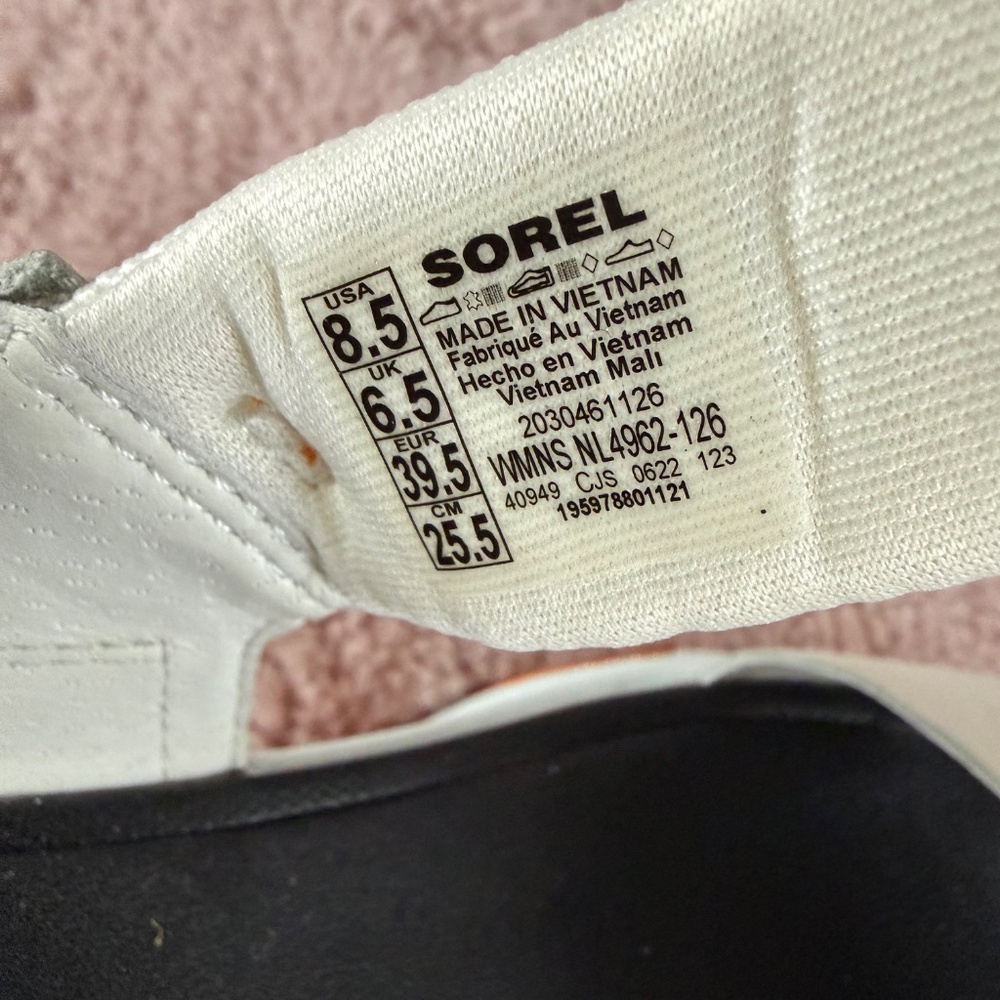 SOREL
USA
8.5
UK
6.5
EUR
39.5
CM
25.5
MADE IN VIETNAM
Fabriqué Au Vietnam
Hecho en Vietnam
Vietnam Malı
2030461126
WMNS NL4962-126
40949 CJS 0622 123
195978801121